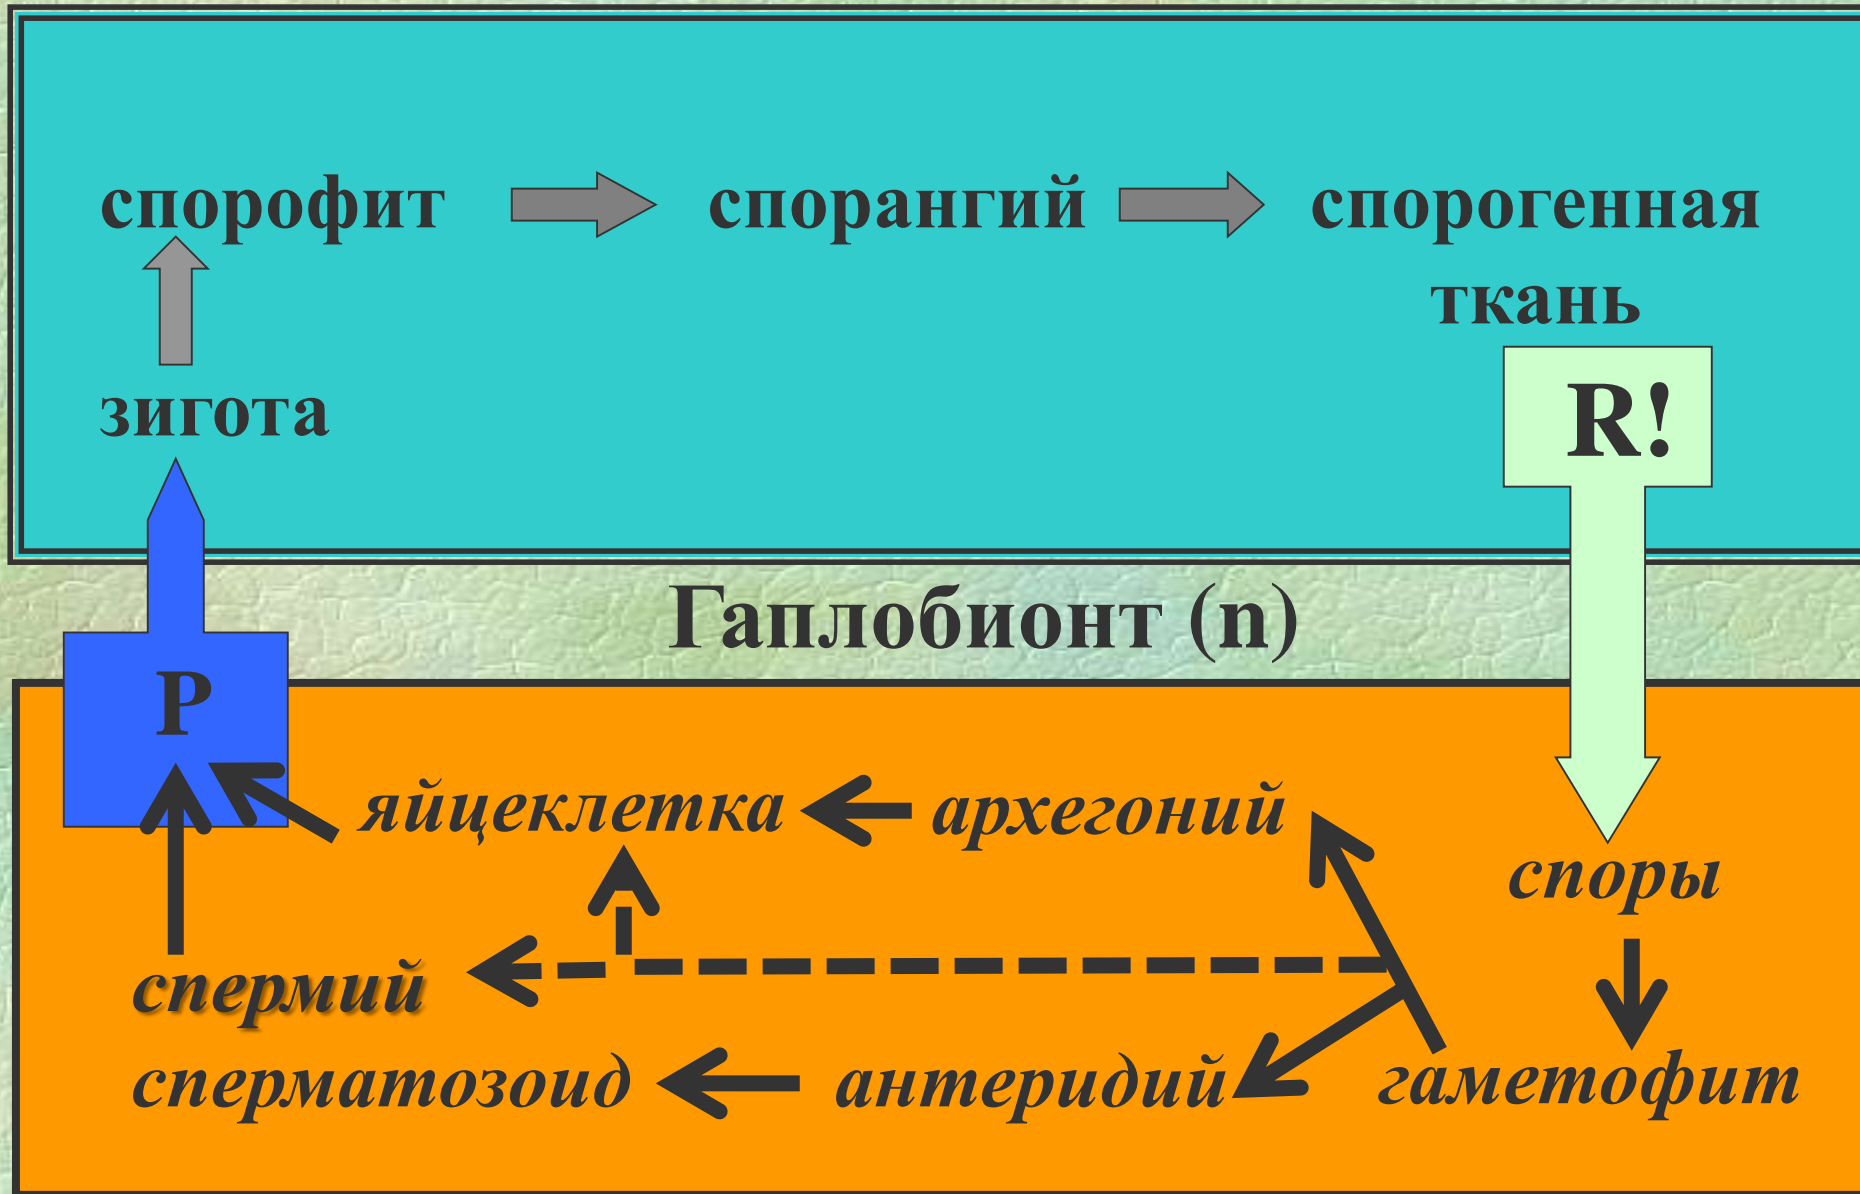 спорофит спорангий спорогенная
ткань
зигота
R!
Гаплобионт (n)
P
яйцеклетка архегоний
споры
спермий
сперматозоид антеридий гаметофит